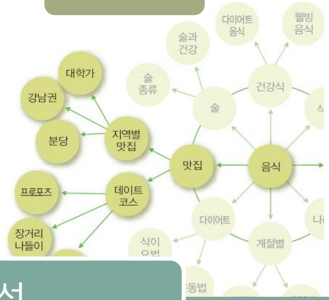 다이어트
음식
웰빙
음식
술과
건강
대학가
술
종류
건강식
강남권
술
분당
지역별
맛집
맛집
음식
프로포즈
데이트
코스
다이어트
장거리
나들이
식이
요법
계절별